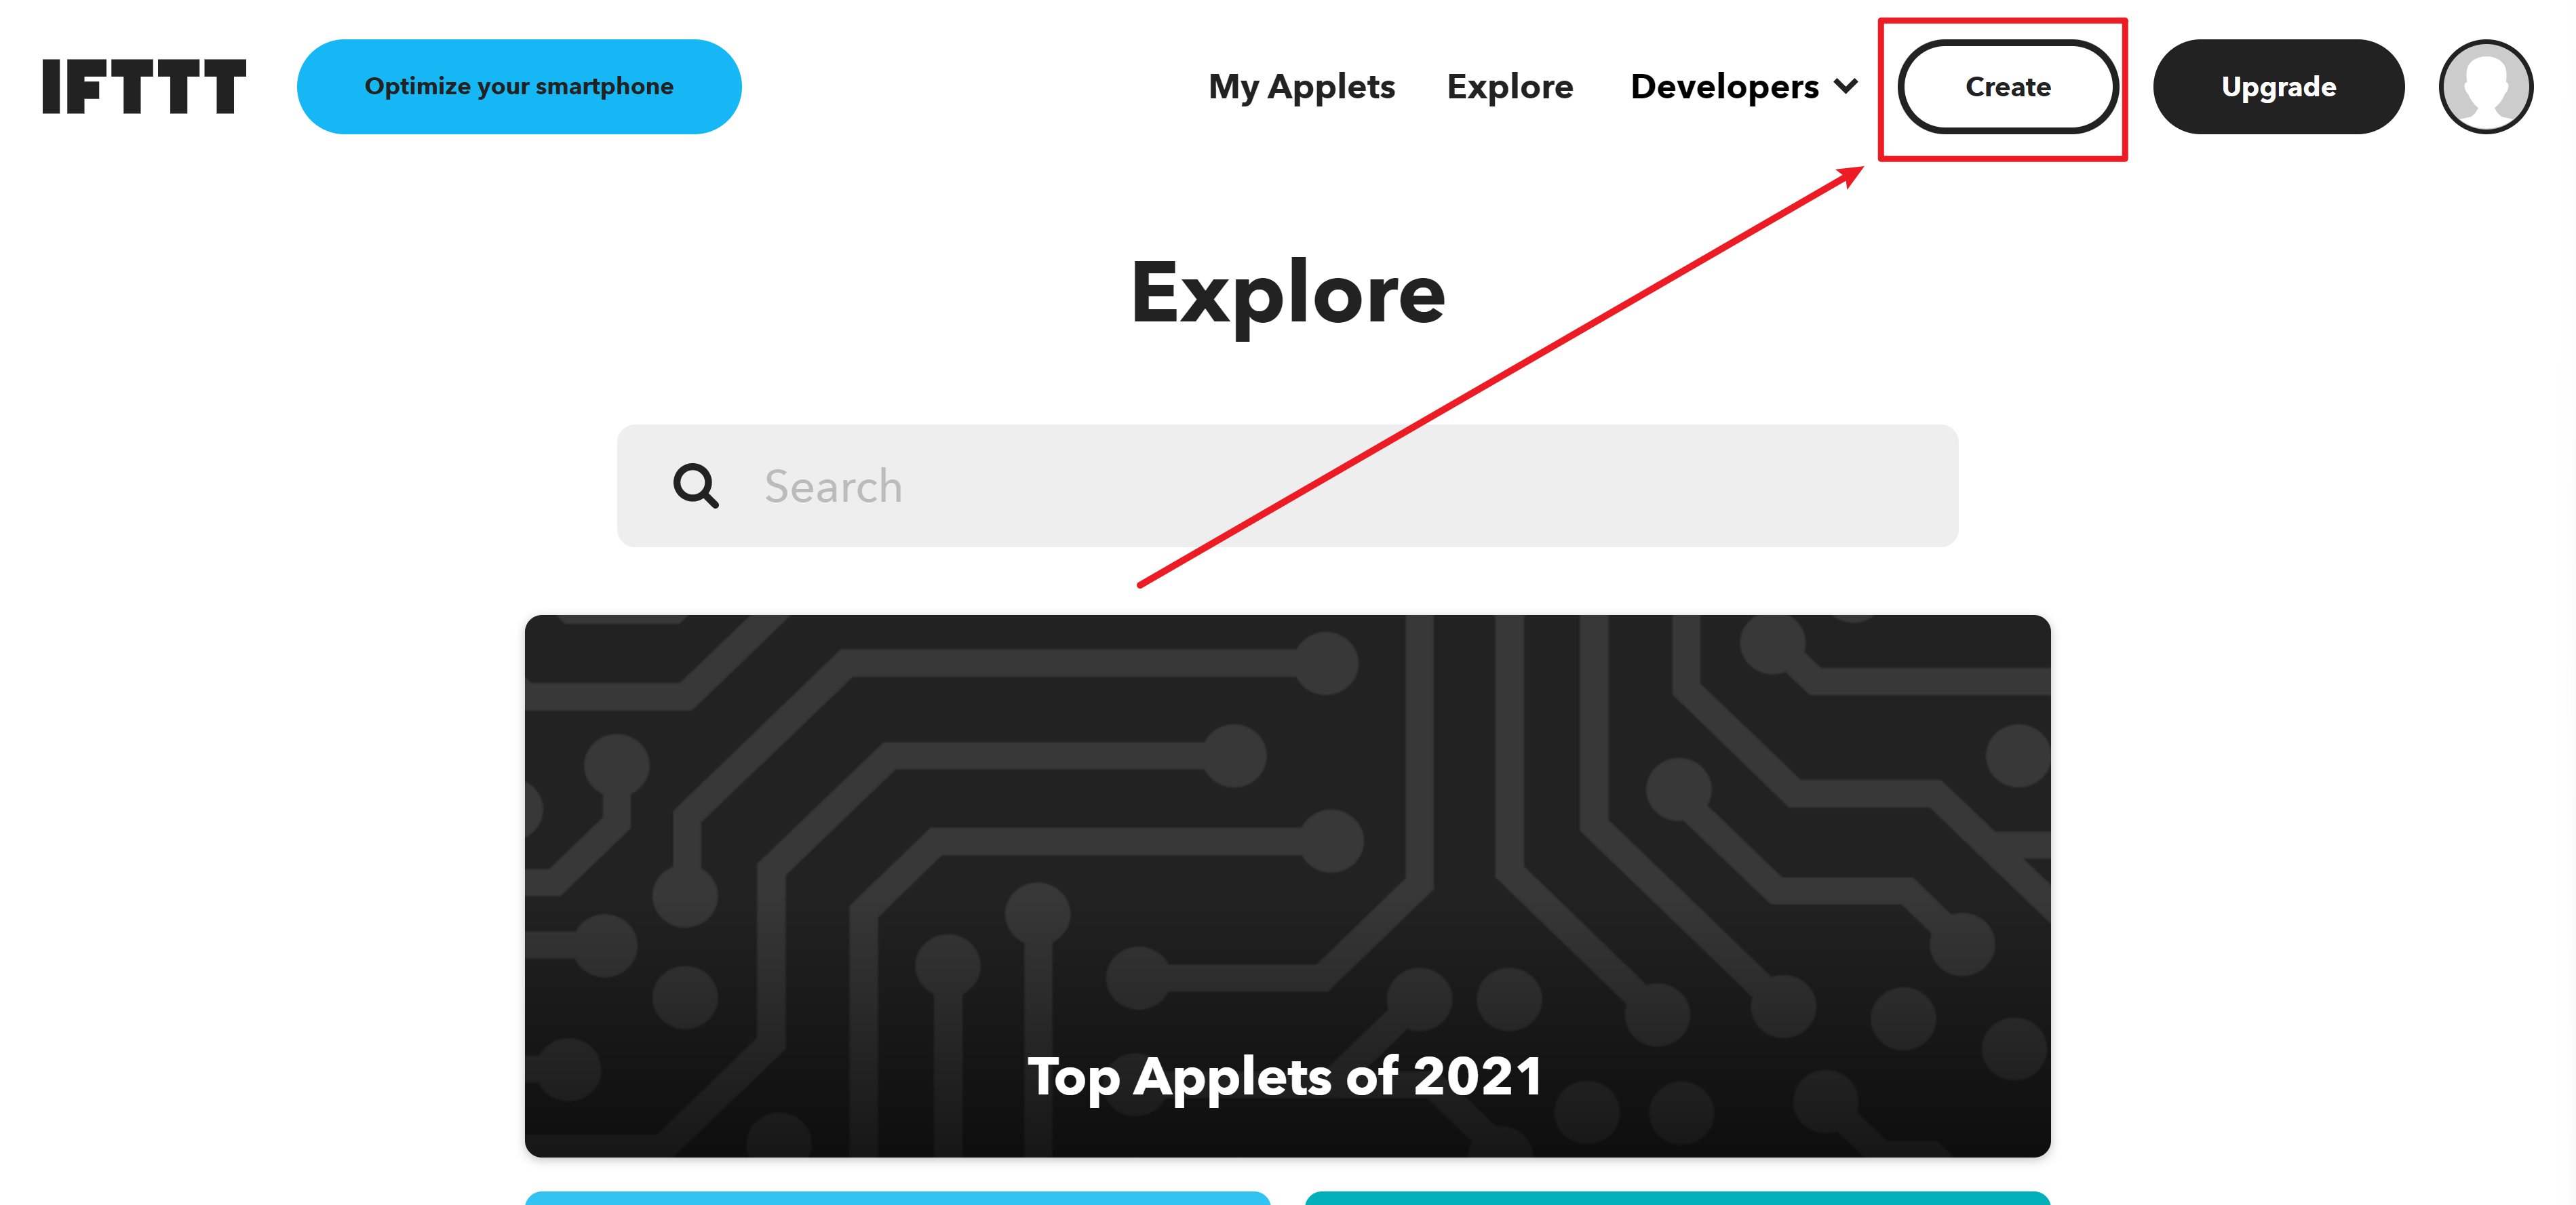 IFTTT
Optimize your smartphone
My Applets
Explore
Developers
Create
Upgrade
Explore
Search
Top Applets of 2021